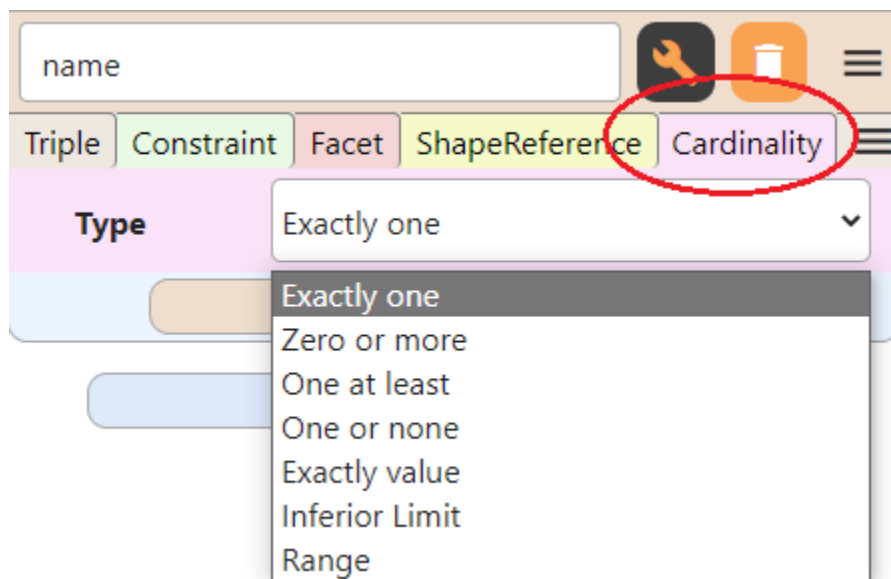 name
Triple Constraint Facet ShapeReference Cardinality
Type Exactly one
Exactly one
Zero or more
One at least
One or none
Exactly value
Inferior Limit
Range